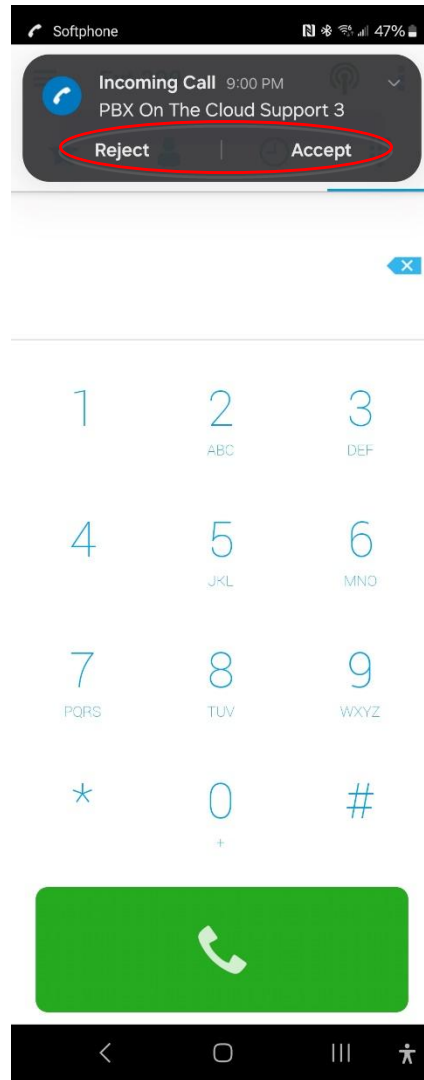 Softphone 47%
Incoming Call 9:00 PM
PBX On The Cloud Support 3
Reject Accept
1 2 3
ABC DEF
4 5 6
JKL MNO
7 8 9
PQRS TUV WXYZ
* 0 #
+